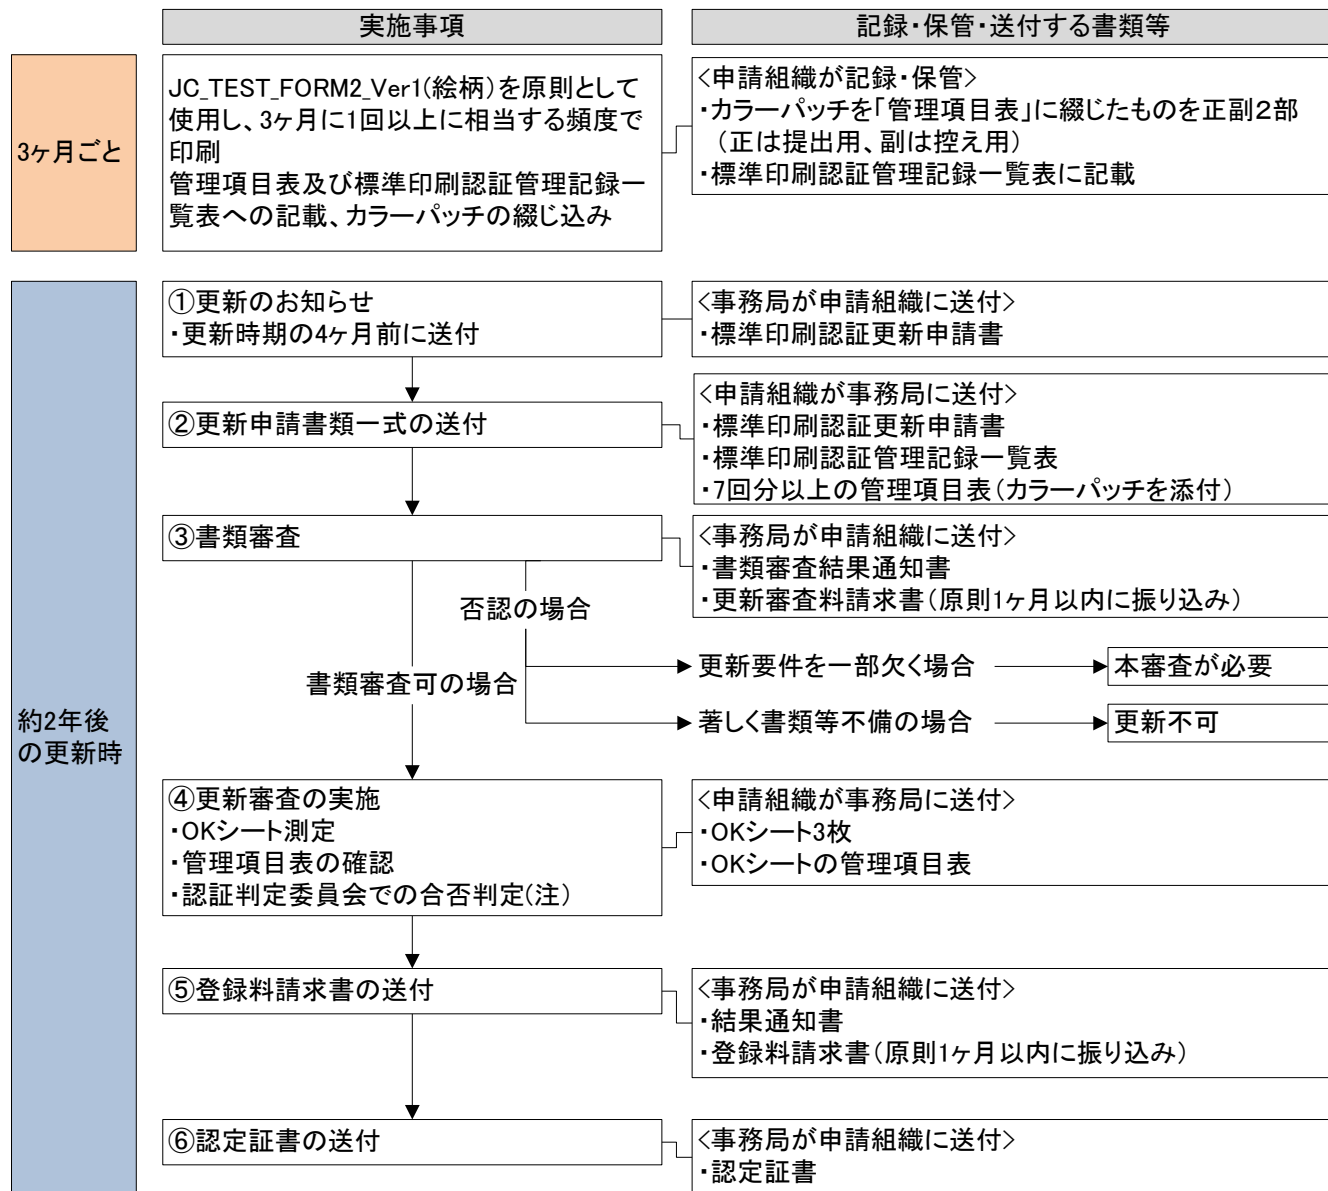 実施事項
記録・保管・送付する書類等
3ヶ月ごと
JC_TEST_FORM2_Ver1(絵柄)を原則として
使用し、3ヶ月に1回以上に相当する頻度で
印刷
管理項目表及び標準印刷認証管理記録一
覧表への記載、カラーパッチの綴じ込み
<申請組織が記録・保管>
・カラーパッチを「管理項目表」に綴じたものを正副２部
（正は提出用、副は控え用）
・標準印刷認証管理記録一覧表に記載
約2年後
の更新時
①更新のお知らせ
・更新時期の4ヶ月前に送付
<事務局が申請組織に送付>
・標準印刷認証更新申請書
②更新申請書類一式の送付
<申請組織が事務局に送付>
・標準印刷認証更新申請書
・標準印刷認証管理記録一覧表
・7回分以上の管理項目表（カラーパッチを添付）
③書類審査
<事務局が申請組織に送付>
・書類審査結果通知書
・更新審査料請求書（原則1ヶ月以内に振り込み）
否認の場合
書類審査可の場合
更新要件を一部欠く場合
本審査が必要
著しく書類等不備の場合
更新不可
④更新審査の実施
・OKシート測定
・管理項目表の確認
・認証判定委員会での合否判定(注)
<申請組織が事務局に送付>
・OKシート3枚
・OKシートの管理項目表
⑤登録料請求書の送付
<事務局が申請組織に送付>
・結果通知書
・登録料請求書（原則1ヶ月以内に振り込み）
⑥認定証書の送付
<事務局が申請組織に送付>
・認定証書